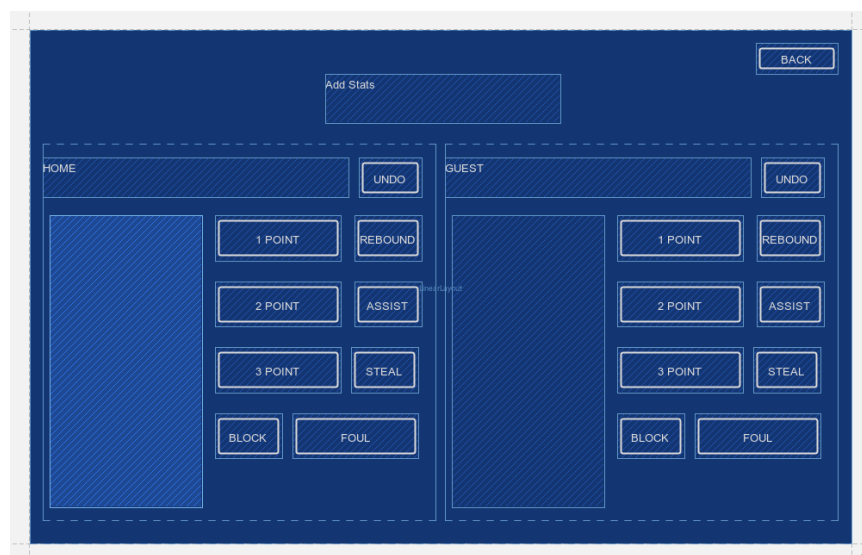 BACK
Add Stats
HOME
UNDO
GUEST
UNDO
1 POINT
REBOUND
1 POINT
REBOUND
LinearLayout
2 POINT
ASSIST
2 POINT
ASSIST
3 POINT
STEAL
3 POINT
STEAL
BLOCK
FOUL
BLOCK
FOUL